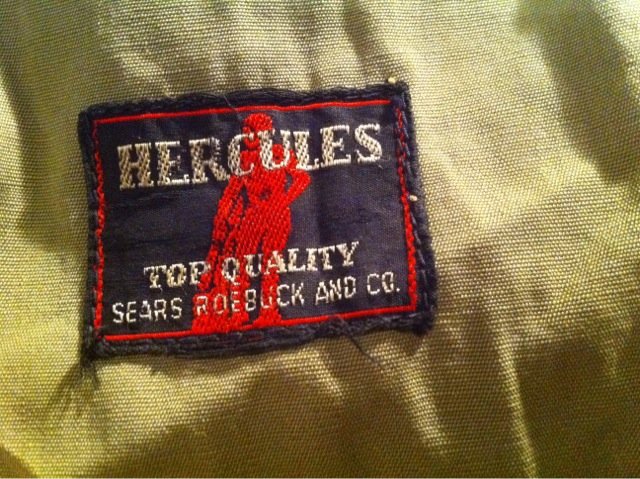 HERCULES
TOP QUALITY
SEARS ROEBUCK AND CO.